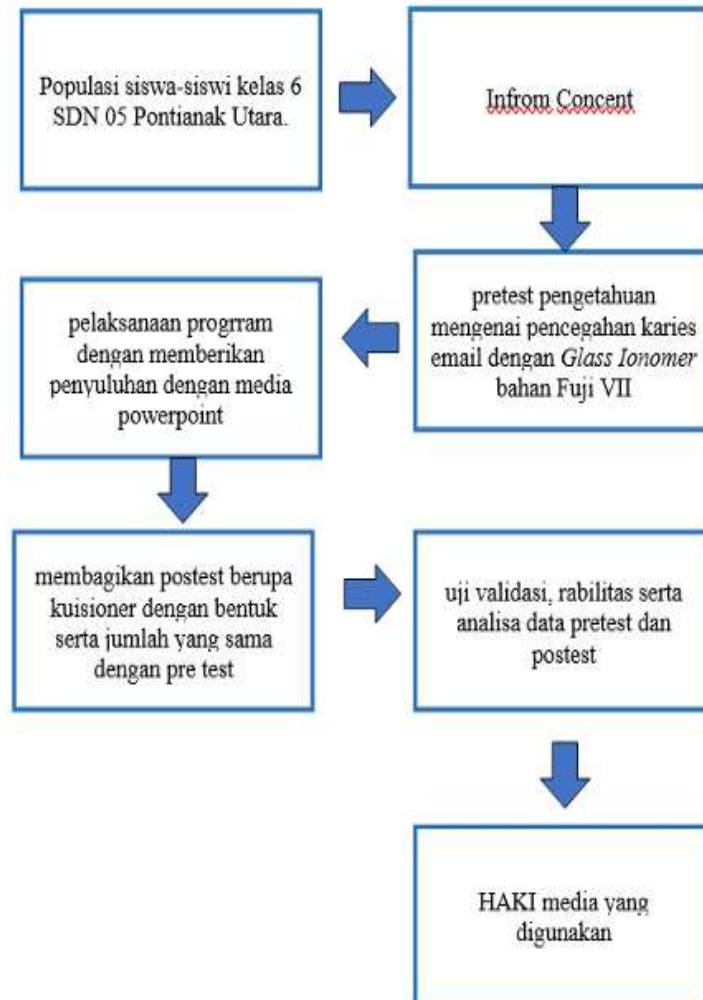 Populasi siswa-siswi kelas 6
SDN 05 Pontianak Utara.
Infrom Concent
pretest pengetahuan
mengenai pencegahan karies
email dengan Glass Ionomer
bahan Fuji VII
pelaksanaan progrram
dengan memberikan
penyuluhan dengan media
powerpoint
membagikan postest berupa
kuisioner dengan bentuk
serta jumlah yang sama
dengan pre test
uji validasi, rabilitas serta
analisa data pretest dan
postest
HAKI media yang
digunakan